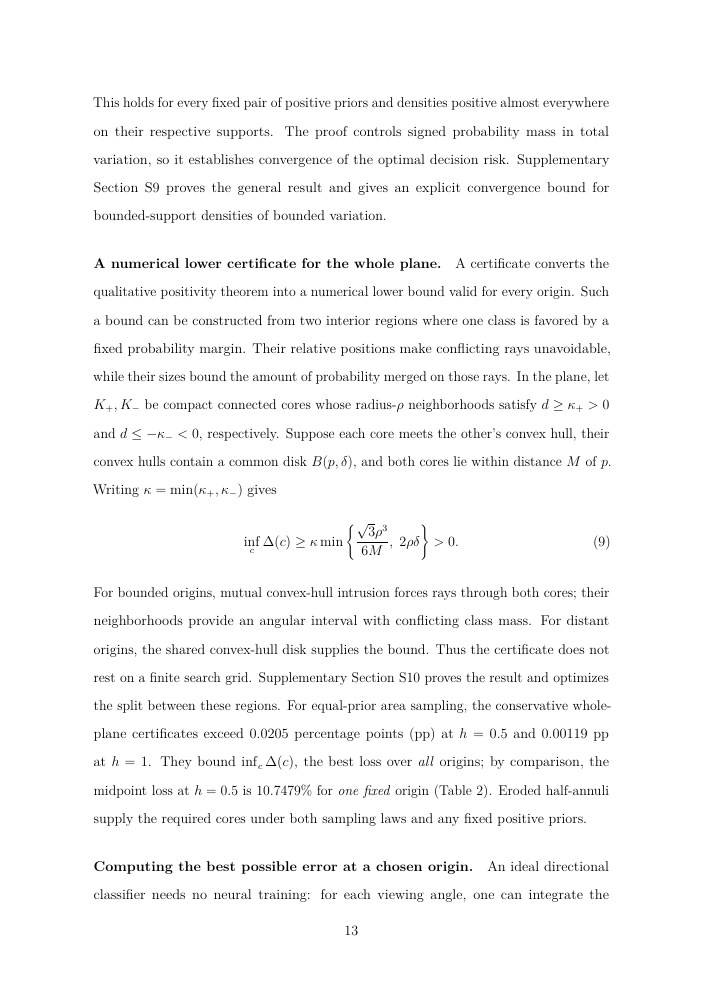 This holds for every fixed pair of positive priors and densities positive almost everywhere
on their respective supports. The proof controls signed probability mass in total
variation, so it establishes convergence of the optimal decision risk. Supplementary
Section S9 proves the general result and gives an explicit convergence bound for
bounded-support densities of bounded variation.
A numerical lower certificate for the whole plane. A certificate converts the
qualitative positivity theorem into a numerical lower bound valid for every origin. Such
a bound can be constructed from two interior regions where one class is favored by a
fixed probability margin. Their relative positions make conflicting rays unavoidable,
while their sizes bound the amount of probability merged on those rays. In the plane, let
K₊, K₋ be compact connected cores whose radius-ρ neighborhoods satisfy d ≥ κ₊ > 0
and d ≤ −κ₋ < 0, respectively. Suppose each core meets the other's convex hull, their
convex hulls contain a common disk B(p, δ), and both cores lie within distance M of p.
Writing κ = min(κ₊, κ₋) gives
inf_c Δ(c) ≥ κ min { √3ρ³ / 6M , 2ρδ } > 0. (9)
For bounded origins, mutual convex-hull intrusion forces rays through both cores; their
neighborhoods provide an angular interval with conflicting class mass. For distant
origins, the shared convex-hull disk supplies the bound. Thus the certificate does not
rest on a finite search grid. Supplementary Section S10 proves the result and optimizes
the split between these regions. For equal-prior area sampling, the conservative whole-
plane certificates exceed 0.0205 percentage points (pp) at h = 0.5 and 0.00119 pp
at h = 1. They bound inf_c Δ(c), the best loss over all origins; by comparison, the
midpoint loss at h = 0.5 is 10.7479% for one fixed origin (Table 2). Eroded half-annuli
supply the required cores under both sampling laws and any fixed positive priors.
Computing the best possible error at a chosen origin. An ideal directional
classifier needs no neural training: for each viewing angle, one can integrate the
13